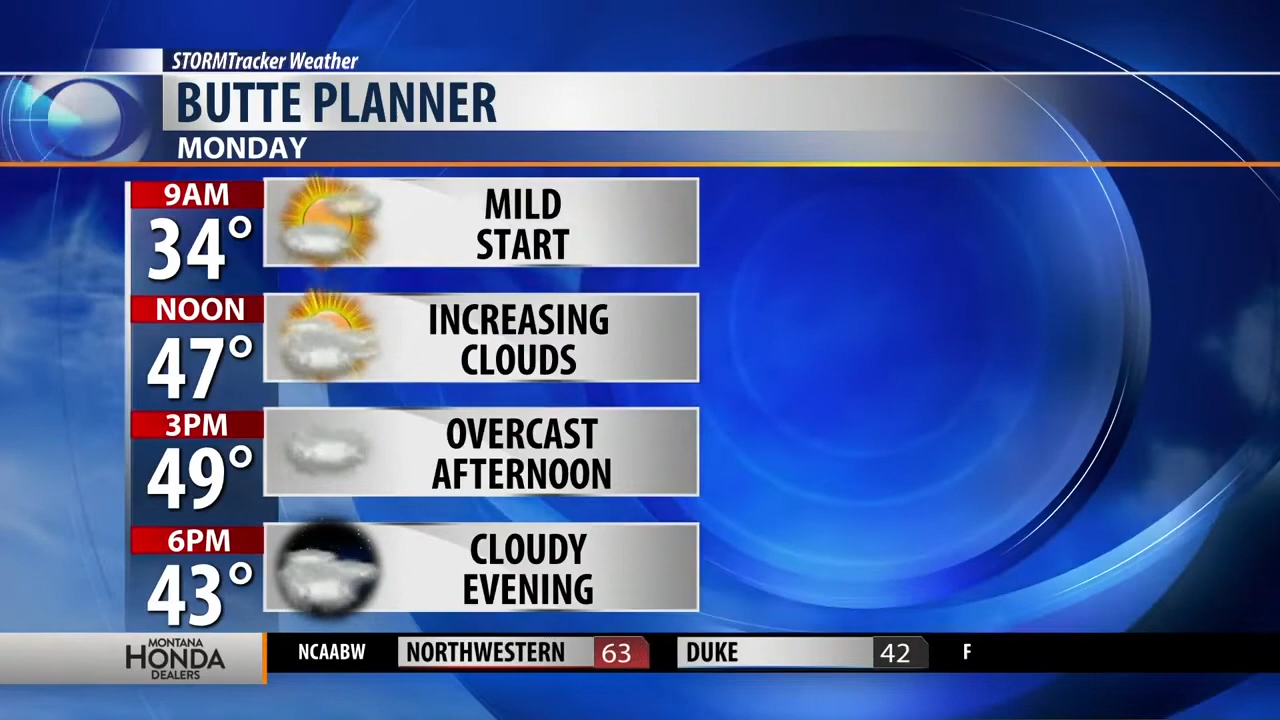 STORMTracker Weather
BUTTE PLANNER
MONDAY
9AM
34°
MILD
START
NOON
47°
INCREASING
CLOUDS
3PM
49°
OVERCAST
AFTERNOON
6PM
43°
CLOUDY
EVENING
MONTANA
HONDA
DEALERS
NCAABW NORTHWESTERN 63 DUKE 42 F